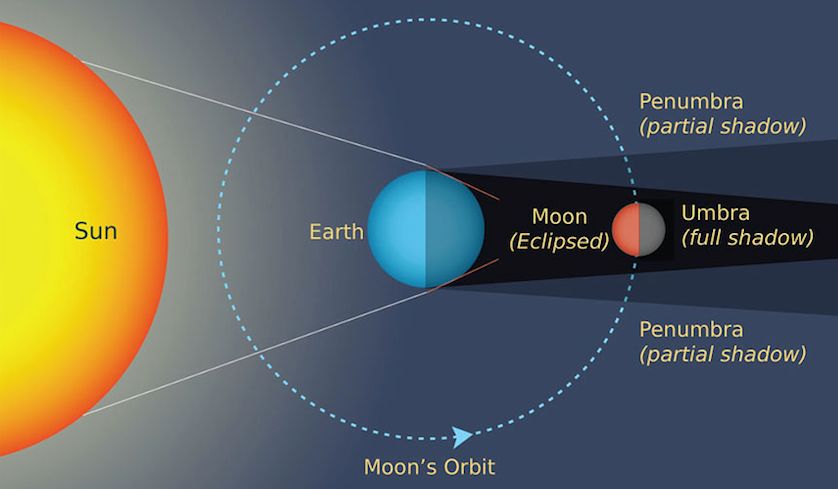 Penumbra
(partial shadow)
Sun
Earth
Moon
(Eclipsed)
Umbra
(full shadow)
Penumbra
(partial shadow)
Moon’s Orbit